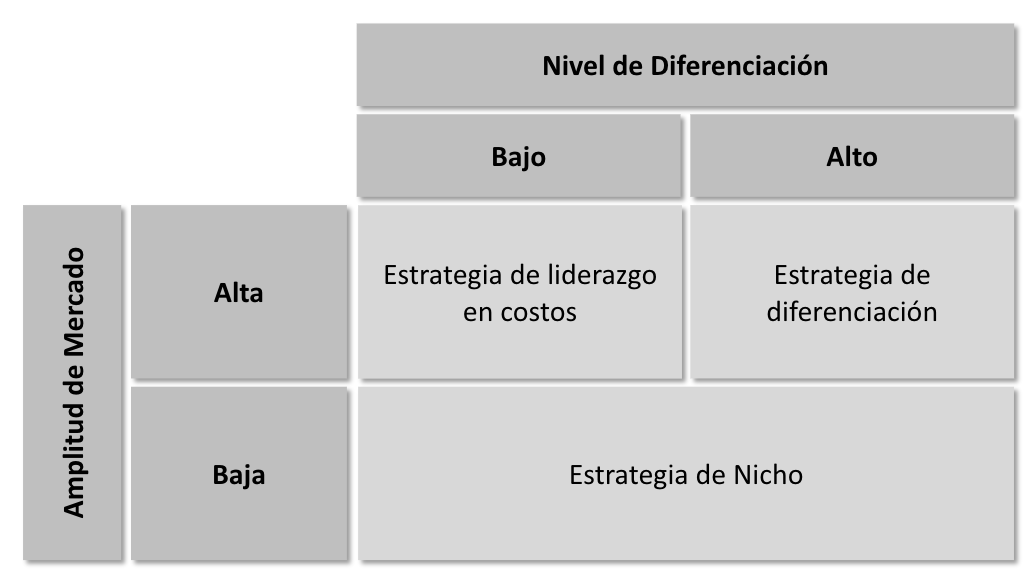 Nivel de Diferenciación
Bajo
Alto
Amplitud de Mercado
Alta
Estrategia de liderazgo
en costos
Estrategia de
diferenciación
Baja
Estrategia de Nicho